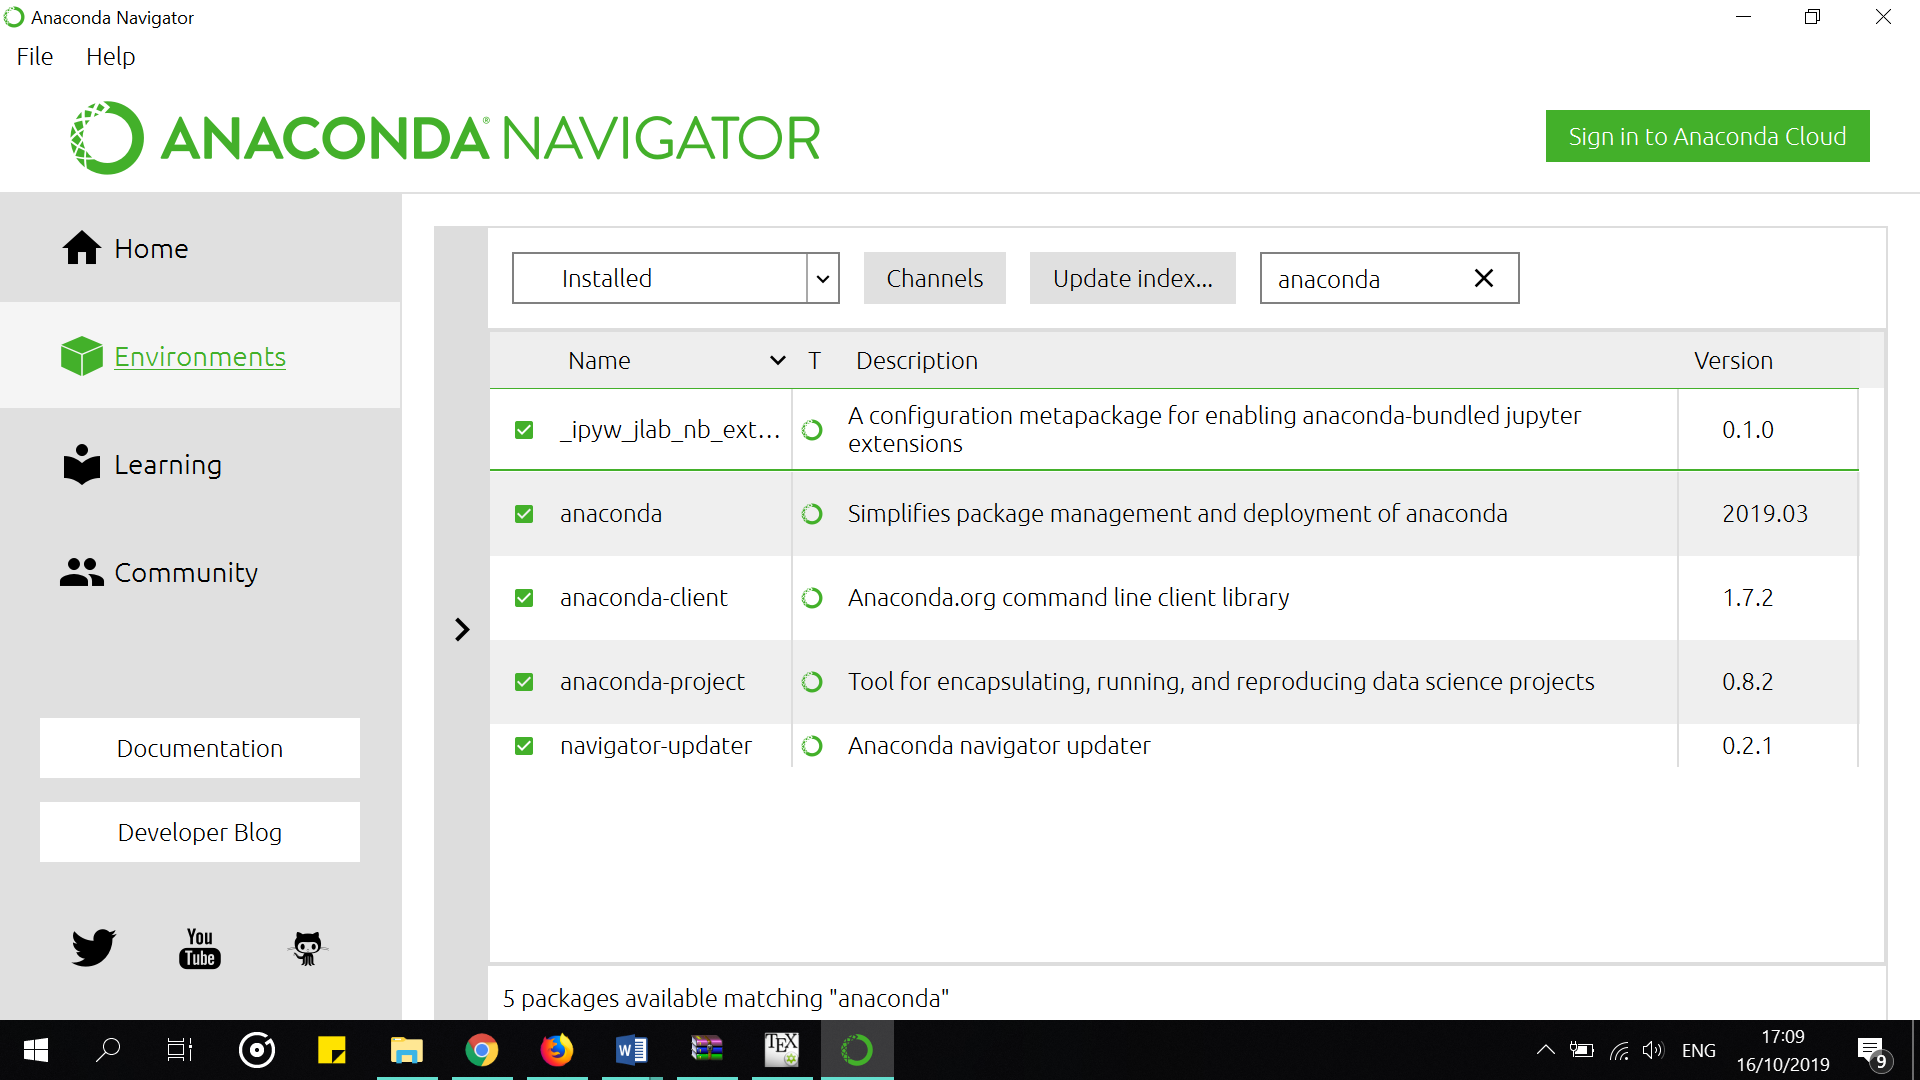 Anaconda Navigator
File Help
ANACONDA® NAVIGATOR
Sign in to Anaconda Cloud
Home
Environments
Learning
Community
Documentation
Developer Blog
You
Tube
Installed Channels Update index... anaconda
Name T Description Version
_ipyw_jlab_nb_ext... A configuration metapackage for enabling anaconda-bundled jupyter
extensions 0.1.0
anaconda Simplifies package management and deployment of anaconda 2019.03
anaconda-client Anaconda.org command line client library 1.7.2
anaconda-project Tool for encapsulating, running, and reproducing data science projects 0.8.2
navigator-updater Anaconda navigator updater 0.2.1
5 packages available matching "anaconda"
W
TEX
ENG
17:09
16/10/2019
9